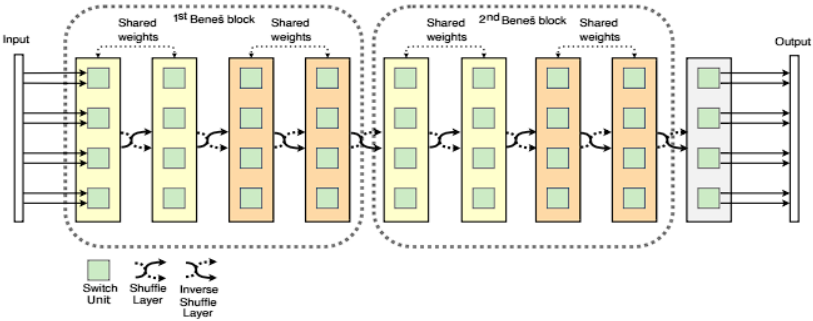 1st Beneš block
2nd Beneš block
Input
Shared
weights
Shared
weights
Shared
weights
Shared
weights
Output
Switch
Unit
Shuffle
Layer
Inverse
Shuffle
Layer